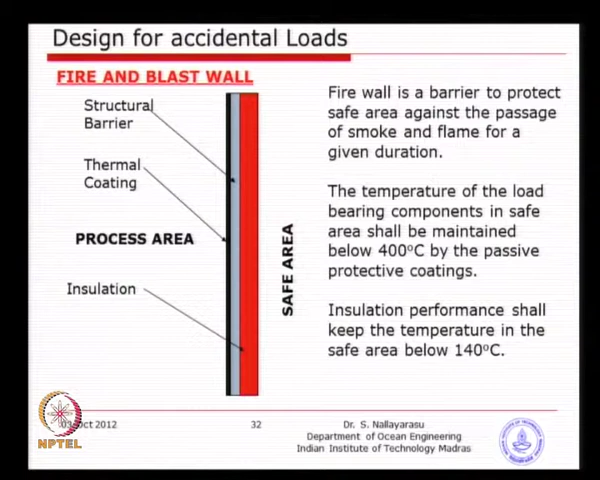 Design for accidental Loads
FIRE AND BLAST WALL
Structural
Barrier
Thermal
Coating
PROCESS AREA
Insulation
SAFE AREA
Fire wall is a barrier to protect
safe area against the passage
of smoke and flame for a
given duration.
The temperature of the load
bearing components in safe
area shall be maintained
below 400°C by the passive
protective coatings.
Insulation performance shall
keep the temperature in the
safe area below 140°C.
03 Oct 2012
32
Dr. S. Nallayarasu
Department of Ocean Engineering
Indian Institute of Technology Madras
NPTEL